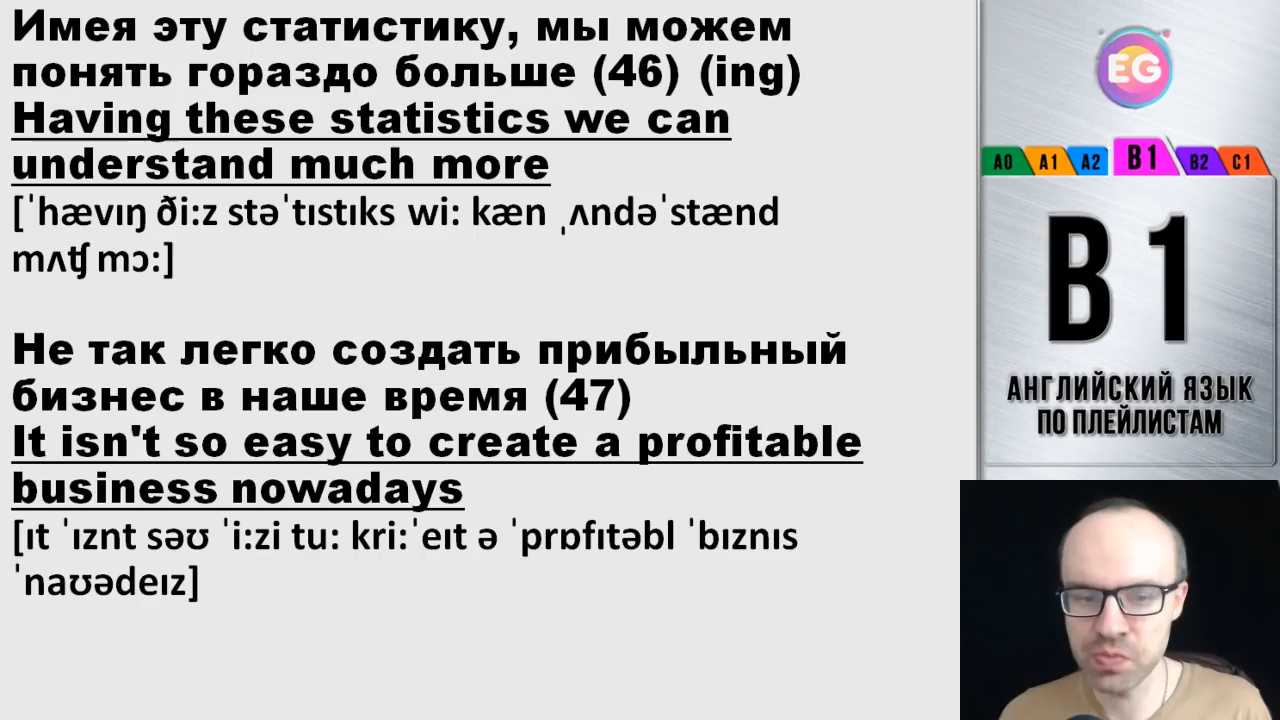 Имея эту статистику, мы можем
понять гораздо больше (46) (ing)
Having these statistics we can
understand much more
[ˈhævɪŋ ði:z stəˈtɪstɪks wi: kæn ˌʌndəˈstænd
mʌʧ mɔ:]
Не так легко создать прибыльный
бизнес в наше время (47)
It isn't so easy to create a profitable
business nowadays
[ɪt ˈɪznt səʊ ˈi:zi tu: kri:ˈeɪt ə ˈprɒfɪtəbl ˈbɪznɪs
ˈnaʊədeɪz]
EG
A0 A1 A2 B1 B2 C1
B1
АНГЛИЙСКИЙ ЯЗЫК
ПО ПЛЕЙЛИСТАМ